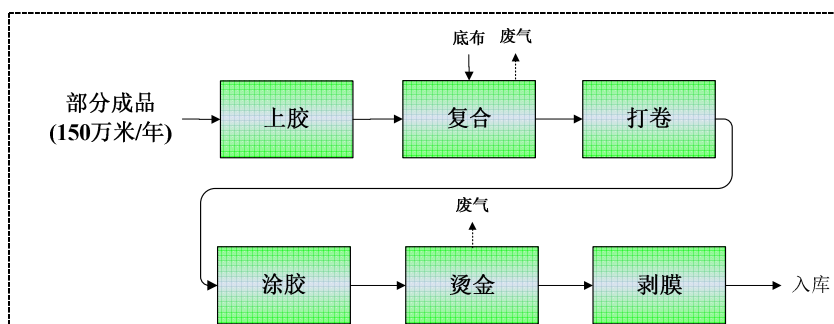 底布
废气
部分成品
(150万米/年)
上胶
复合
打卷
废气
涂胶
烫金
剥膜
入库